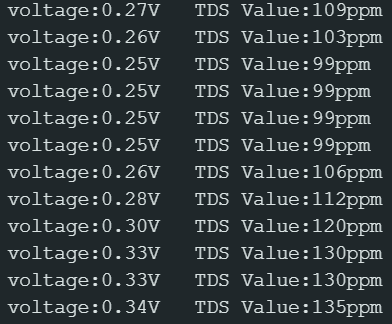 voltage:0.27V   TDS Value:109ppm
voltage:0.26V   TDS Value:103ppm
voltage:0.25V   TDS Value:99ppm
voltage:0.25V   TDS Value:99ppm
voltage:0.25V   TDS Value:99ppm
voltage:0.25V   TDS Value:99ppm
voltage:0.26V   TDS Value:106ppm
voltage:0.28V   TDS Value:112ppm
voltage:0.30V   TDS Value:120ppm
voltage:0.33V   TDS Value:130ppm
voltage:0.33V   TDS Value:130ppm
voltage:0.34V   TDS Value:135ppm